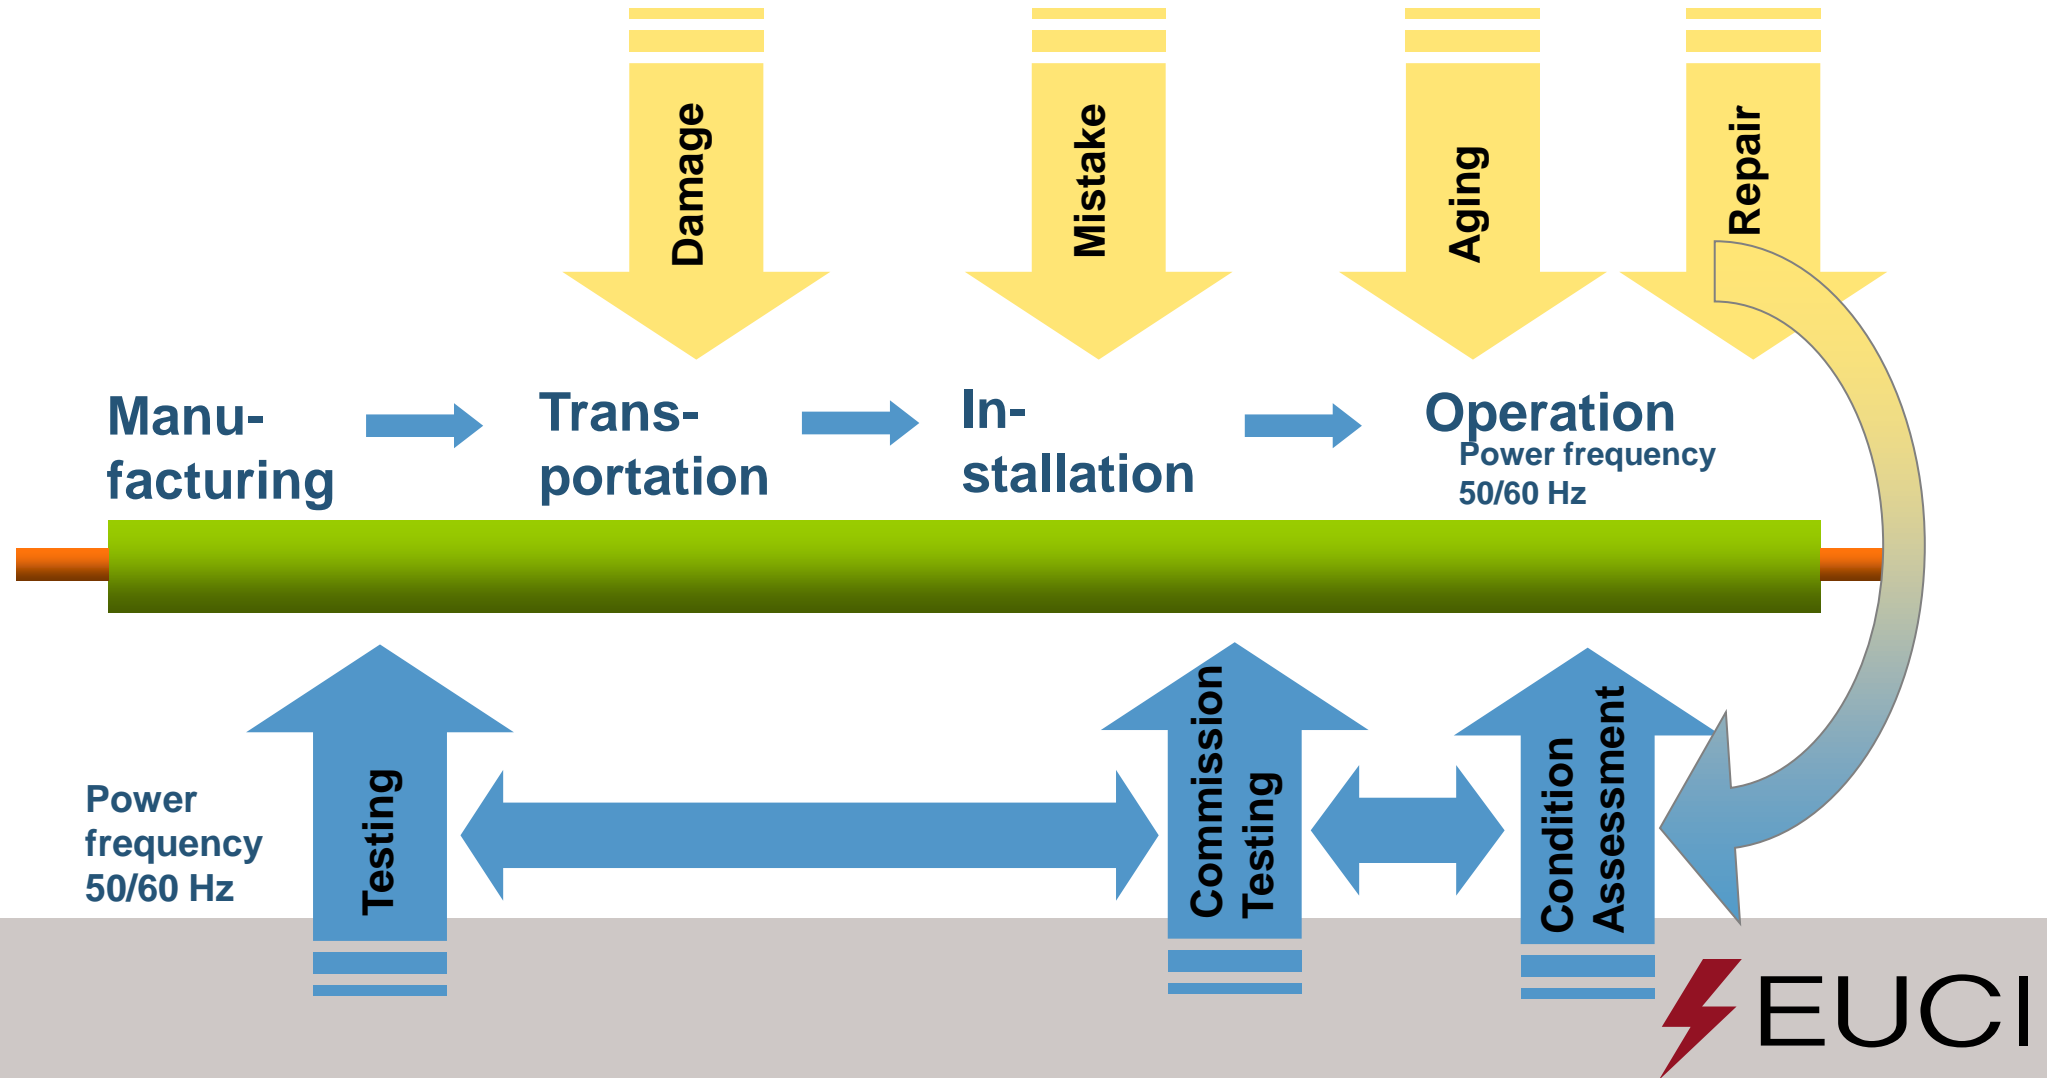 Damage
Mistake
Aging
Repair
Manu-
facturing
Trans-
portation
In-
stallation
Operation
Power frequency
50/60 Hz
Power
frequency
50/60 Hz
Testing
Commission
Testing
Condition
Assessment
EUCI